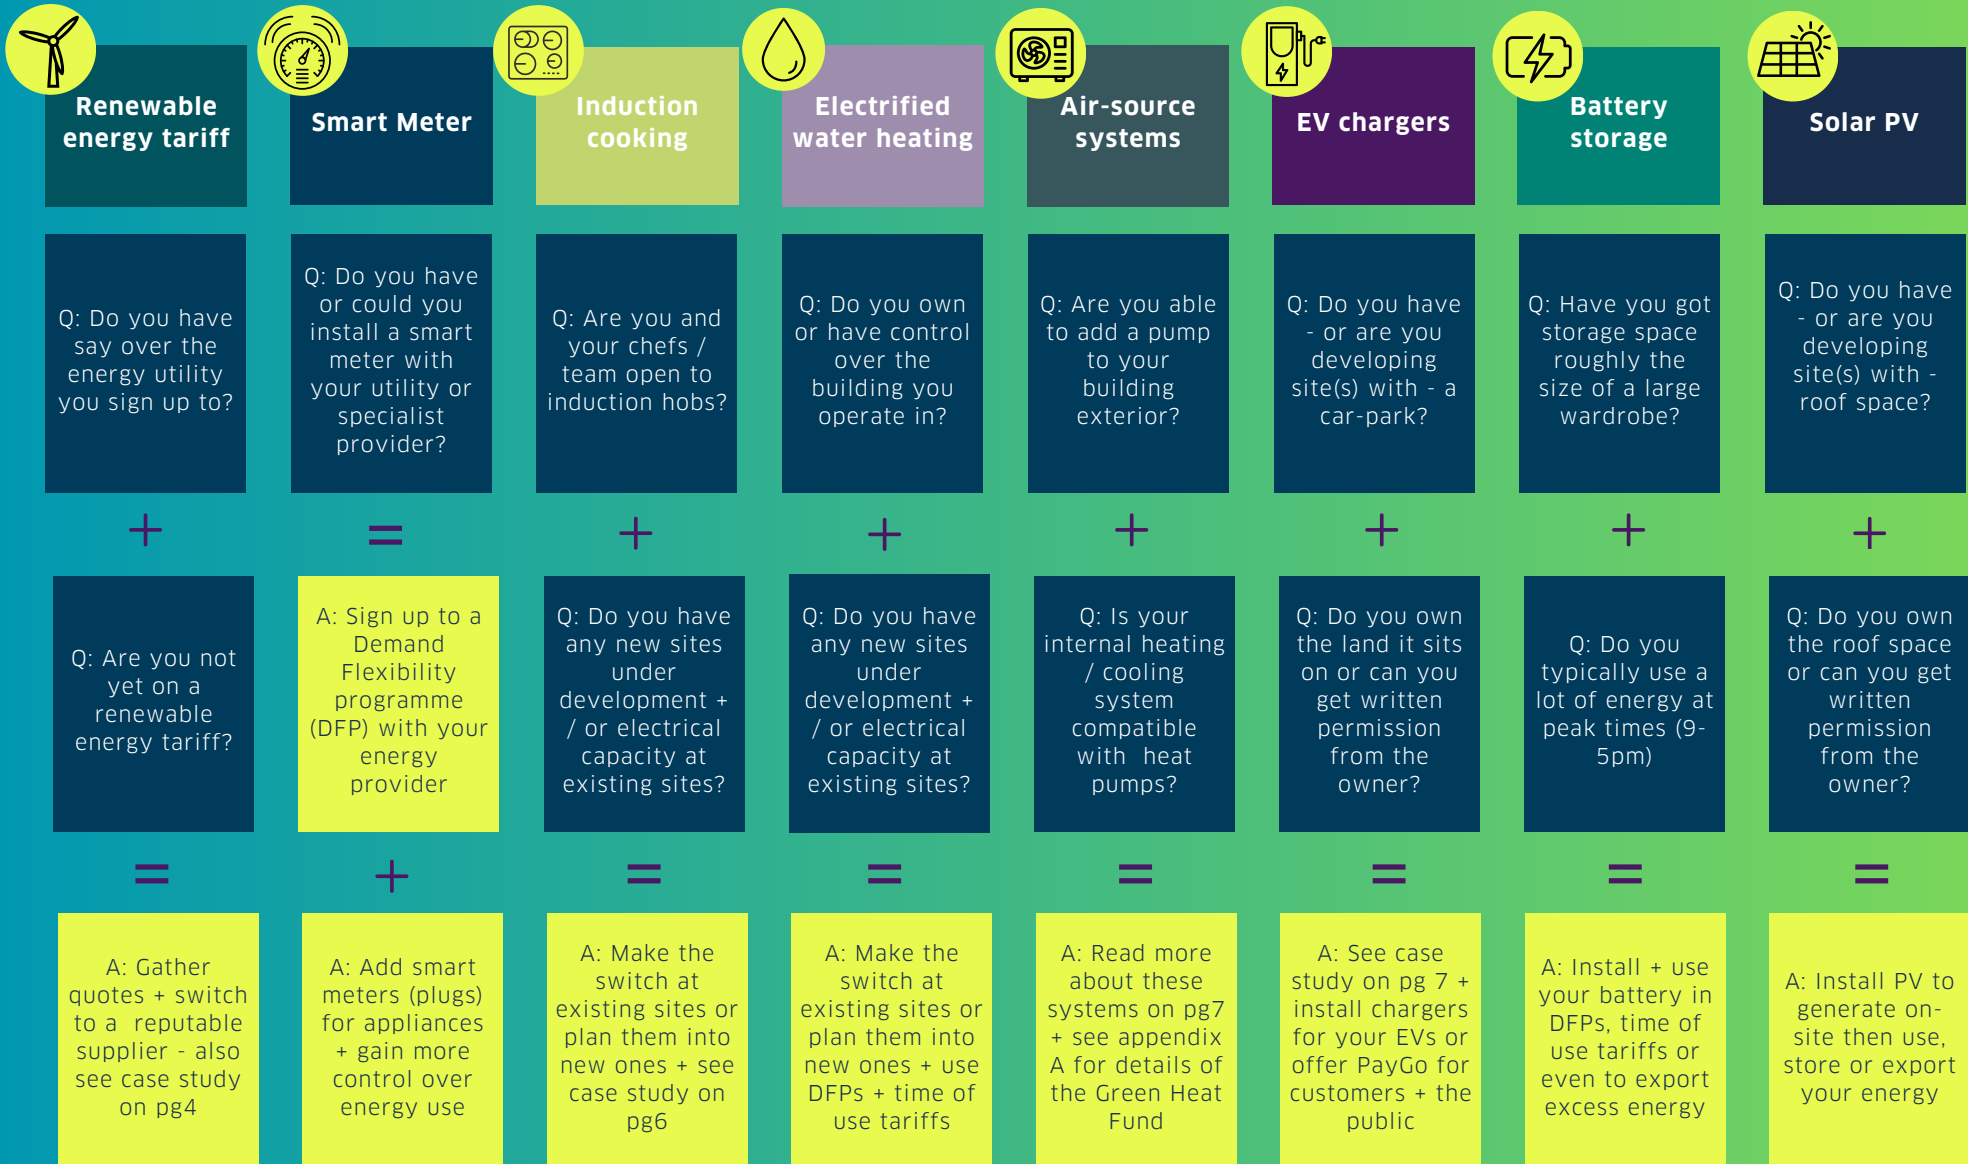 Renewable
energy tariff
Smart Meter
Induction
cooking
Electrified
water heating
Air-source
systems
EV chargers
Battery
storage
Solar PV
Q: Do you have
say over the
energy utility
you sign up to?
Q: Do you have
or could you
install a smart
meter with
your utility or
specialist
provider?
Q: Are you and
your chefs /
team open to
induction hobs?
Q: Do you own
or have control
over the
building you
operate in?
Q: Are you able
to add a pump
to your
building
exterior?
Q: Do you have
- or are you
developing
site(s) with - a
car-park?
Q: Have you got
storage space
roughly the
size of a large
wardrobe?
Q: Do you have
- or are you
developing
site(s) with -
roof space?
+
=
+
+
+
+
+
+
Q: Are you not
yet on a
renewable
energy tariff?
A: Sign up to a
Demand
Flexibility
programme
(DFP) with your
energy
provider
Q: Do you have
any new sites
under
development +
/ or electrical
capacity at
existing sites?
Q: Do you have
any new sites
under
development +
/ or electrical
capacity at
existing sites?
Q: Is your
internal heating
/ cooling
system
compatible
with heat
pumps?
Q: Do you own
the land it sits
on or can you
get written
permission
from the
owner?
Q: Do you
typically use a
lot of energy at
peak times (9-
5pm)
Q: Do you own
the roof space
or can you get
written
permission
from the
owner?
=
+
=
=
=
=
=
=
A: Gather
quotes + switch
to a reputable
supplier - also
see case study
on pg4
A: Add smart
meters (plugs)
for appliances
+ gain more
control over
energy use
A: Make the
switch at
existing sites or
plan them into
new ones + see
case study on
pg6
A: Make the
switch at
existing sites or
plan them into
new ones + use
DFPs + time of
use tariffs
A: Read more
about these
systems on pg7
+ see appendix
A for details of
the Green Heat
Fund
A: See case
study on pg 7 +
install chargers
for your EVs or
offer PayGo for
customers + the
public
A: Install + use
your battery in
DFPs, time of
use tariffs or
even to export
excess energy
A: Install PV to
generate on-
site then use,
store or export
your energy